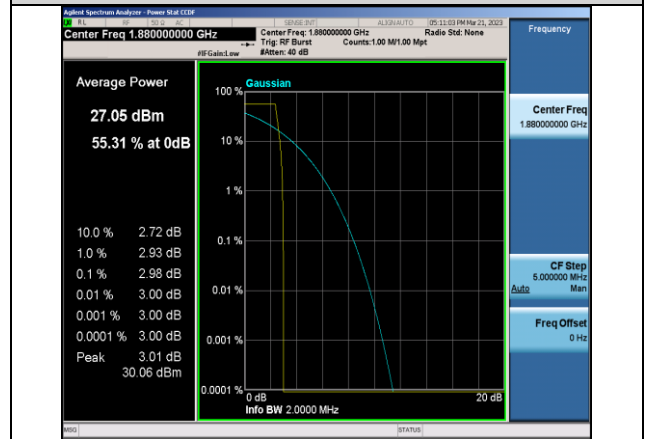 Agilent Spectrum Analyzer - Power Stat CCDF
RL RF 50 Ω AC SENSE:INT ALIGNAUTO 05:11:03 PM Mar 21, 2023
Center Freq 1.880000000 GHz
Center Freq: 1.880000000 GHz Radio Std: None
Trig: RF Burst Counts:1.00 M/1.00 Mpt
#IFGain:Low #Atten: 40 dB
Frequency
Average Power
27.05 dBm
55.31 % at 0dB
10.0 % 2.72 dB
1.0 % 2.93 dB
0.1 % 2.98 dB
0.01 % 3.00 dB
0.001 % 3.00 dB
0.0001 % 3.00 dB
Peak 3.01 dB
30.06 dBm
Gaussian
100 %
10 %
1 %
0.1 %
0.01 %
0.001 %
0.0001 %
0 dB 20 dB
Info BW 2.0000 MHz
Center Freq
1.880000000 GHz
CF Step
5.000000 MHz
Auto Man
Freq Offset
0 Hz
MSG STATUS